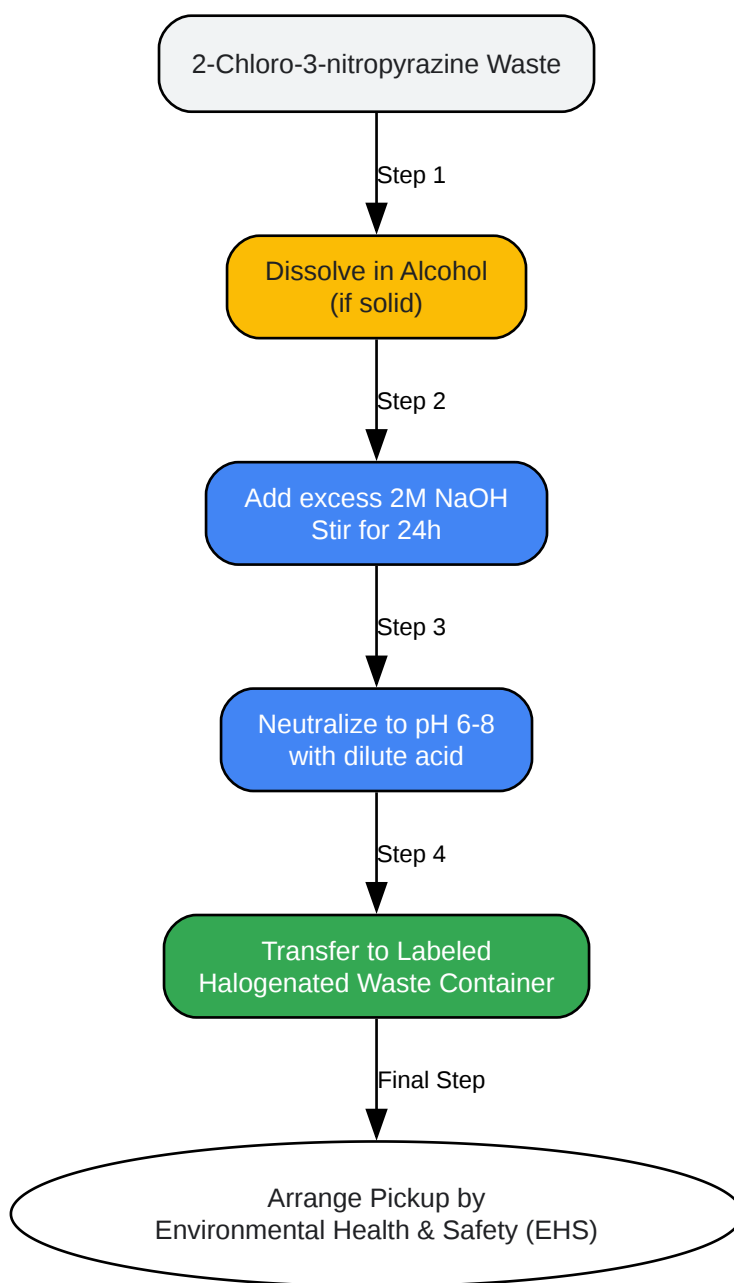 2-Chloro-3-nitropyrazine Waste
Step 1
Dissolve in Alcohol
(if solid)
Step 2
Add excess 2M NaOH
Stir for 24h
Step 3
Neutralize to pH 6-8
with dilute acid
Step 4
Transfer to Labeled
Halogenated Waste Container
Final Step
Arrange Pickup by
Environmental Health & Safety (EHS)